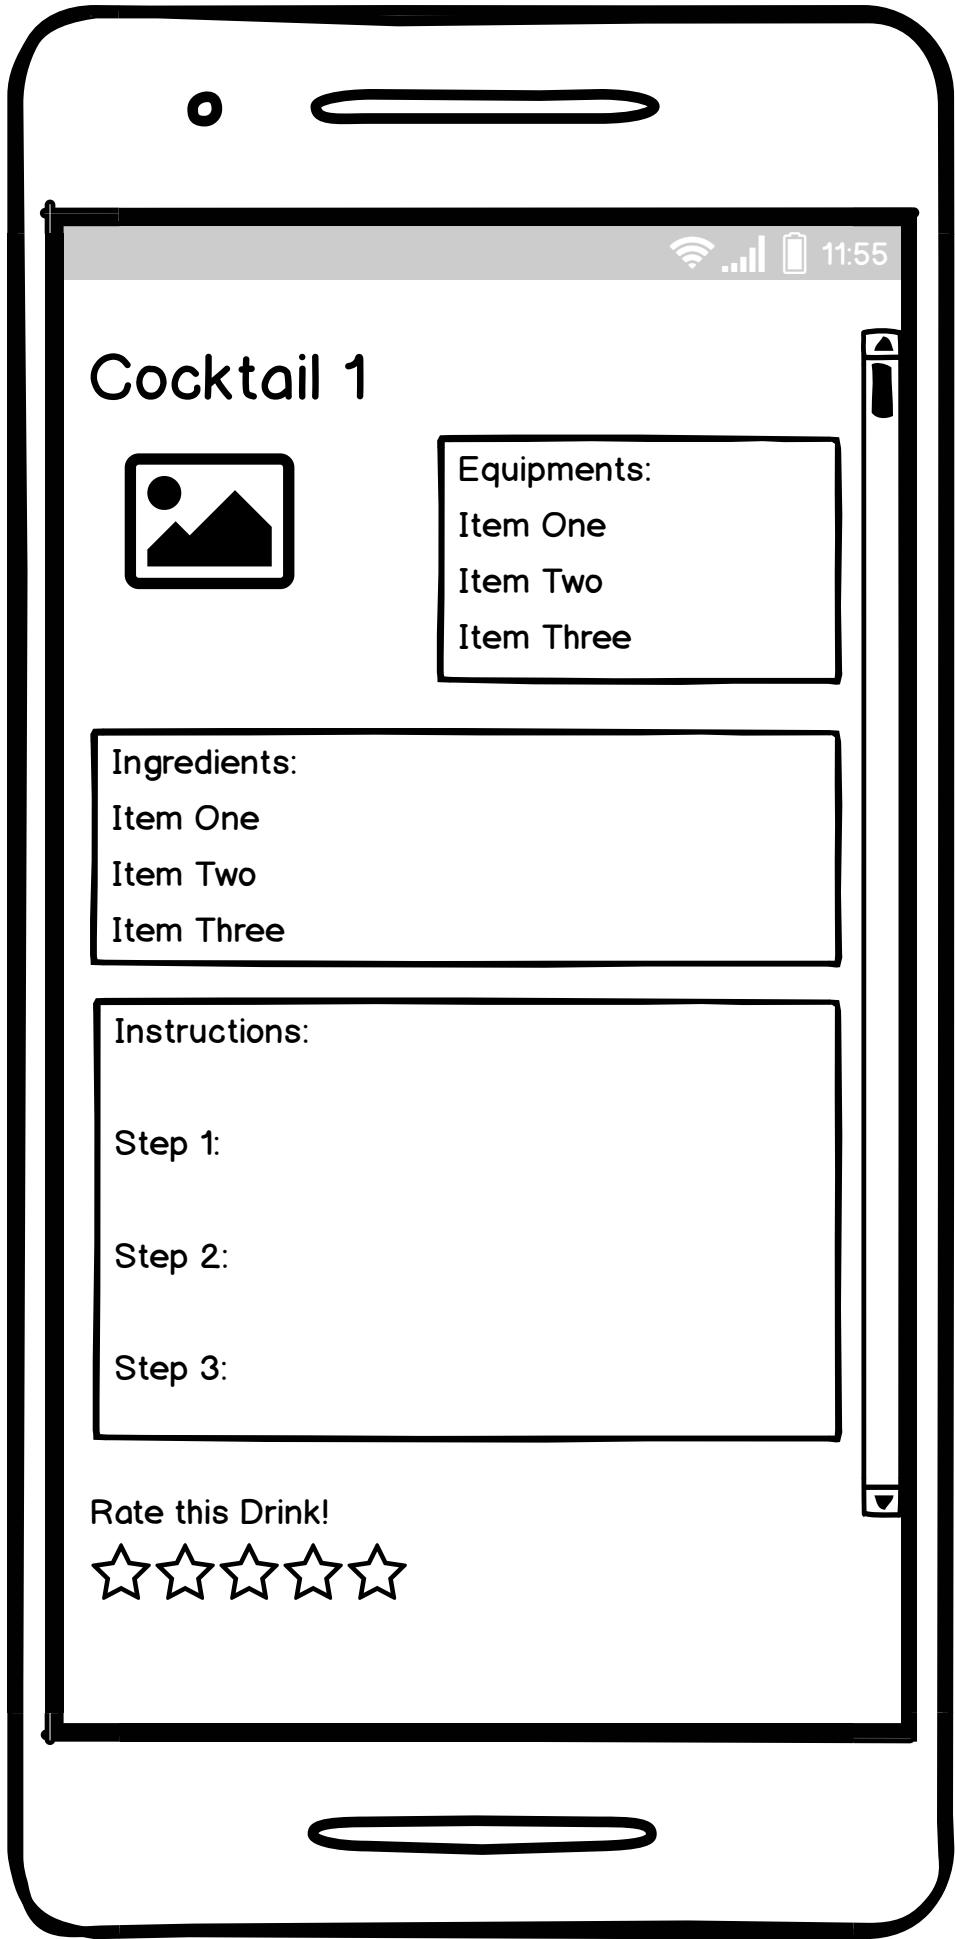 11:55
Cocktail 1
Equipments:
Item One
Item Two
Item Three
Ingredients:
Item One
Item Two
Item Three
Instructions:
Step 1:
Step 2:
Step 3:
Rate this Drink!